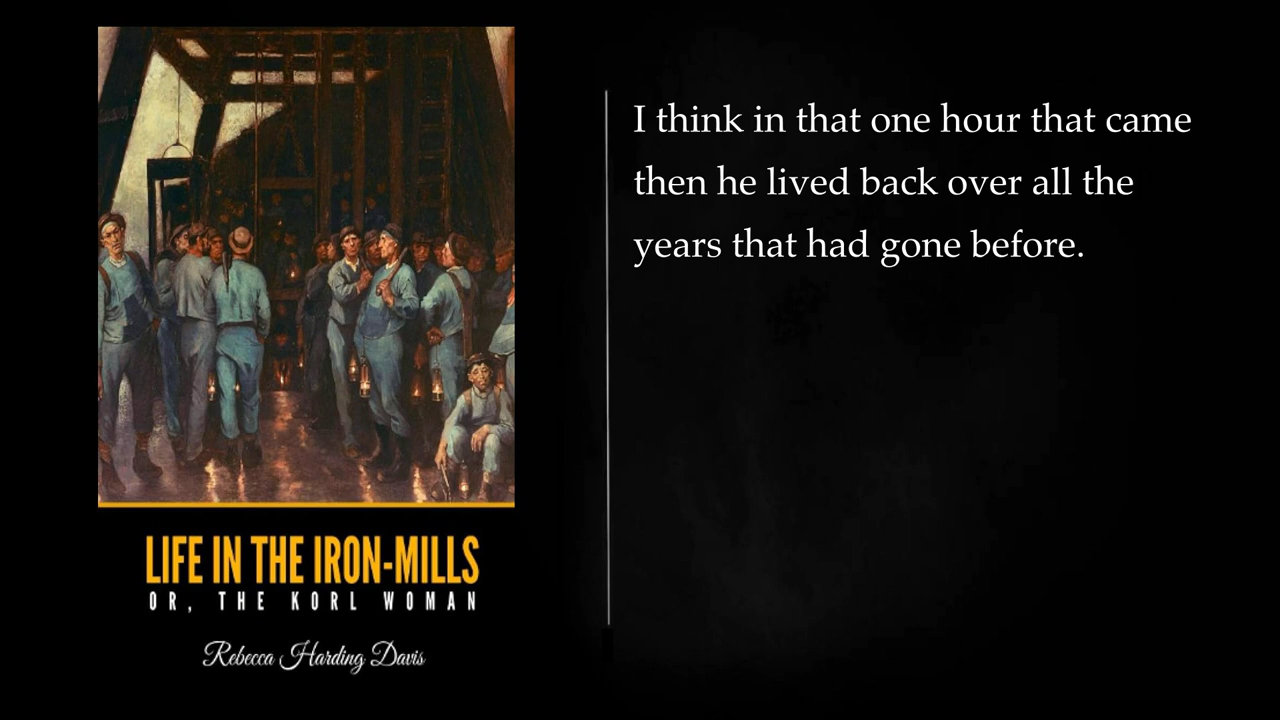 LIFE IN THE IRON-MILLS
OR, THE KORL WOMAN
Rebecca Harding Davis
I think in that one hour that came
then he lived back over all the
years that had gone before.